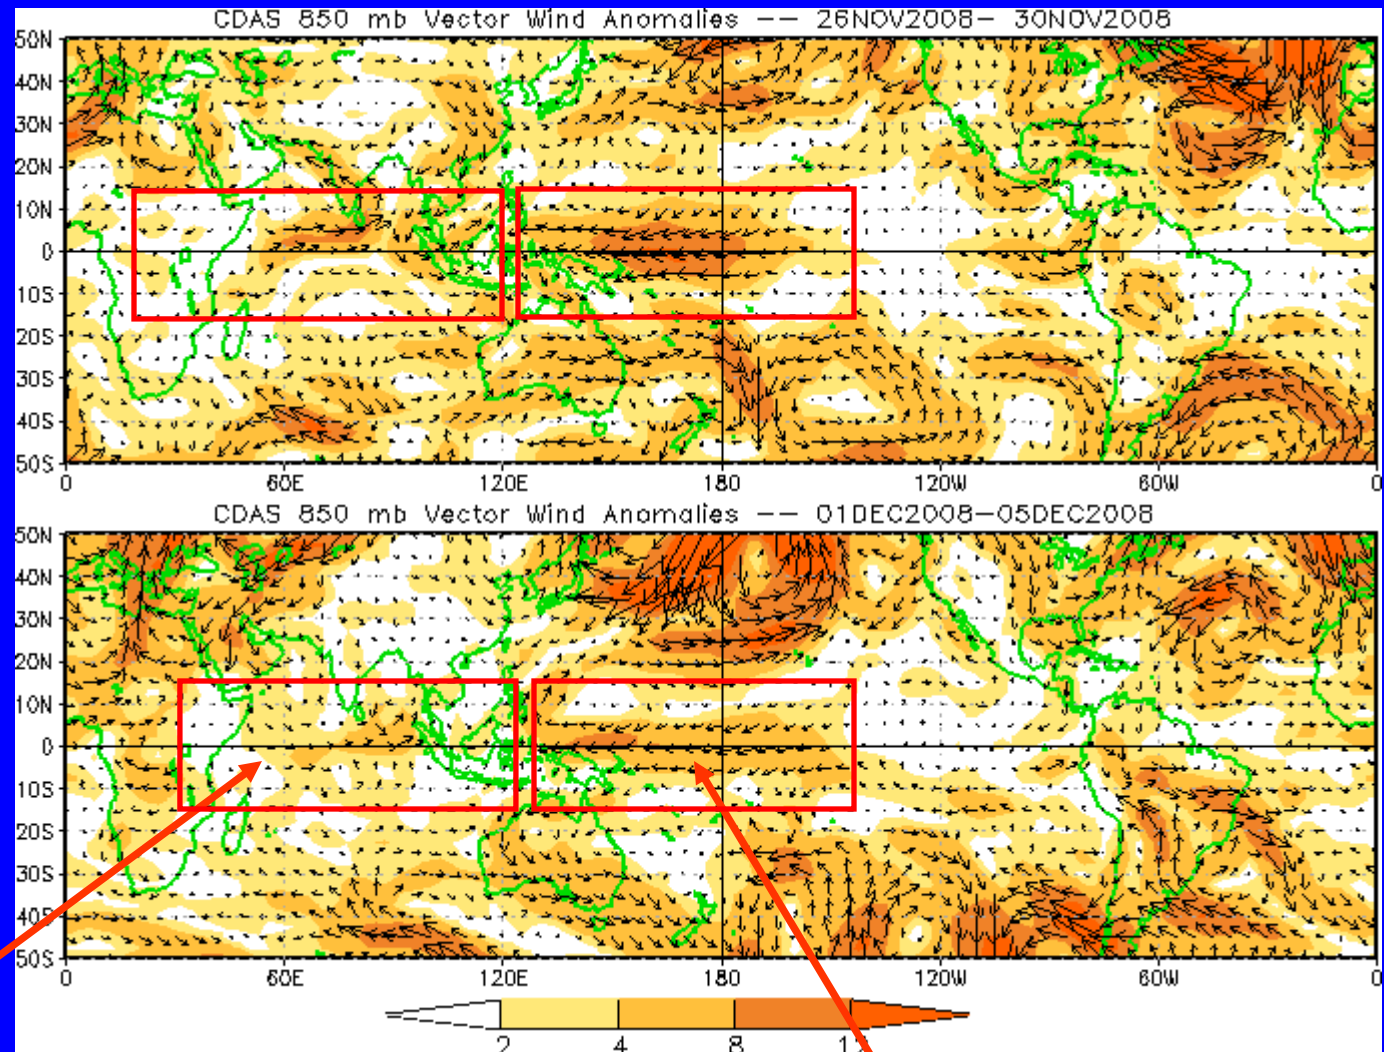 CDAS 850 mb Vector Wind Anomalies -- 26NOV2008- 30NOV2008
50N
40N
30N
20N
10N
0
10S
20S
30S
40S
50S
0 60E 120E 180 120W 60W 0
CDAS 850 mb Vector Wind Anomalies -- 01DEC2008-05DEC2008
50N
40N
30N
20N
10N
0
10S
20S
30S
40S
50S
0 60E 120E 180 120W 60W 0
2 4 8